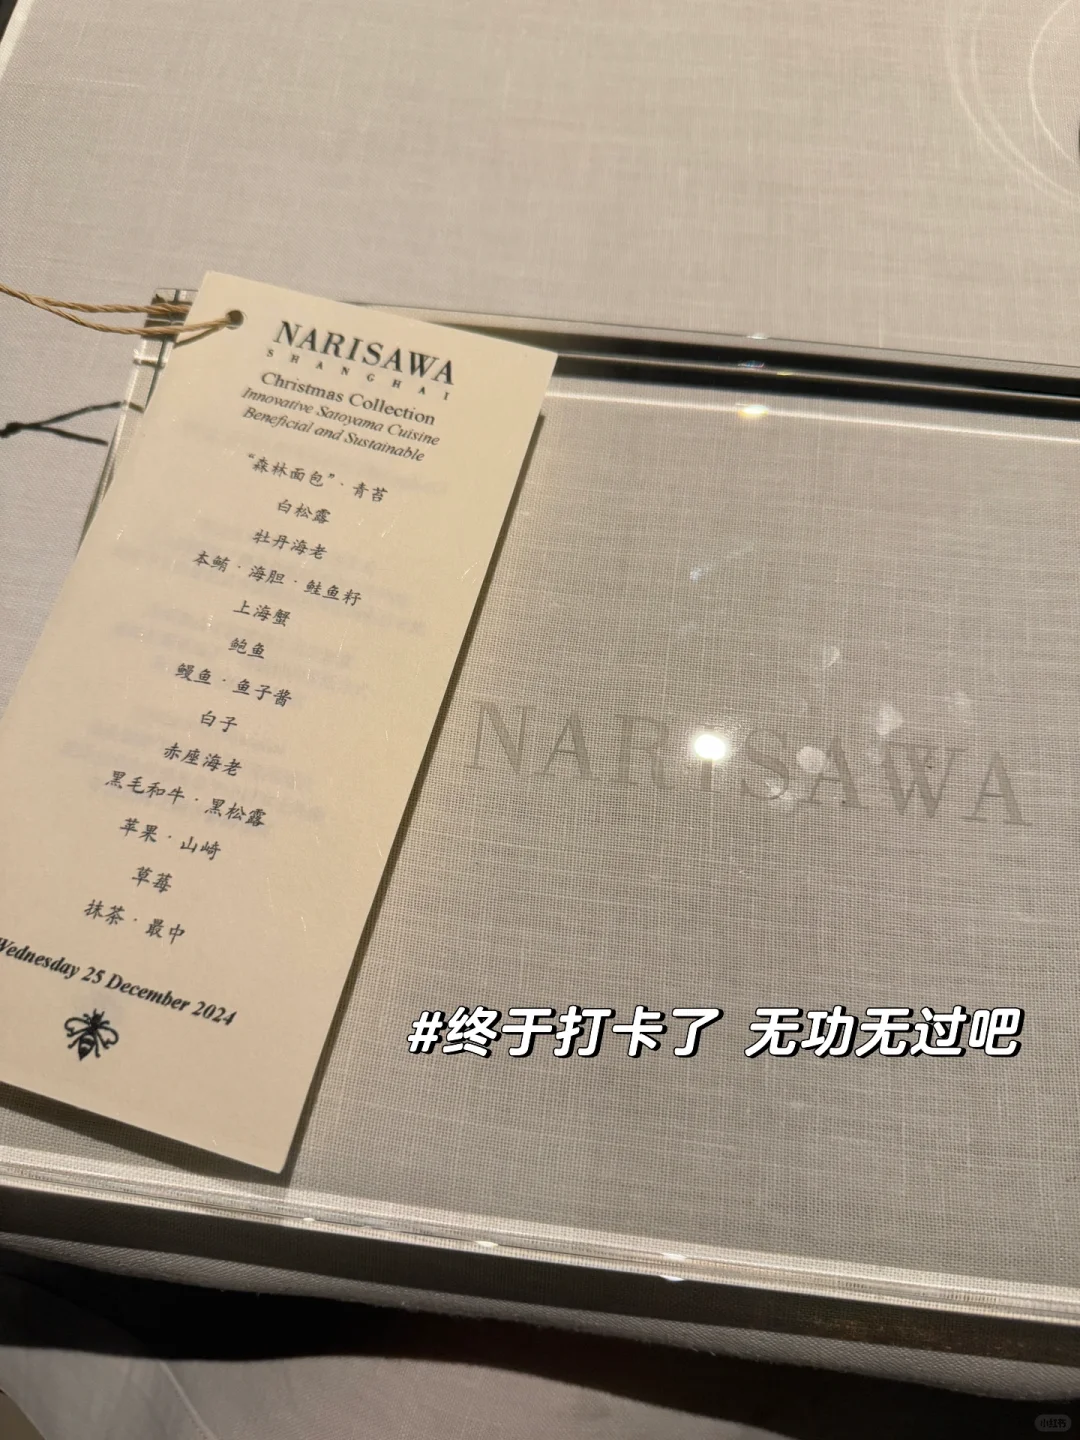 NARISAWA
SHANGHAI
Christmas Collection
Innovative Satoyama Cuisine
Beneficial and Sustainable
“森林面包”·青苔
白松露
牡丹海老
本鲔·海胆·鲑鱼籽
上海蟹
鲍鱼
鳗鱼·鱼子酱
白子
赤座海老
黑毛和牛·黑松露
苹果·山崎
草莓
抹茶·最中
Wednesday 25 December 2024
NARISAWA
#终于打卡了 无功无过吧
小红书